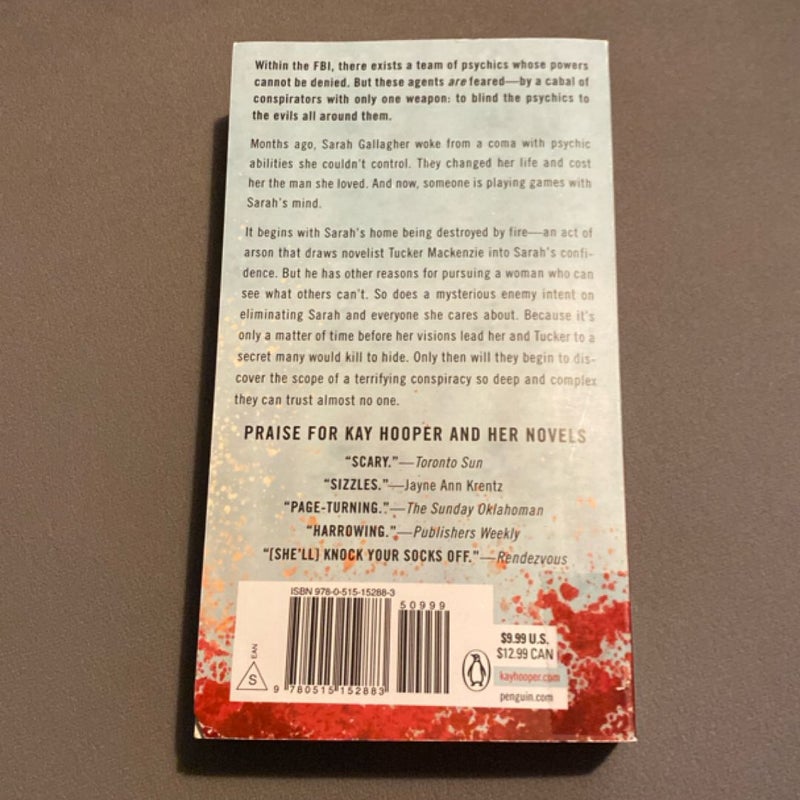 Within the FBI, there exists a team of psychics whose powers
cannot be denied. But these agents are feared—by a cabal of
conspirators with only one weapon: to blind the psychics to
the evils all around them.
Months ago, Sarah Gallagher woke from a coma with psychic
abilities she couldn't control. They changed her life and cost
her the man she loved. And now, someone is playing games with
Sarah's mind.
It begins with Sarah's home being destroyed by fire—an act of
arson that draws novelist Tucker Mackenzie into Sarah's confi-
dence. But he has other reasons for pursuing a woman who can
see what others can't. So does a mysterious enemy intent on
eliminating Sarah and everyone she cares about. Because it's
only a matter of time before her visions lead her and Tucker to a
secret many would kill to hide. Only then will they begin to dis-
cover the scope of a terrifying conspiracy so deep and complex
they can trust almost no one.
PRAISE FOR KAY HOOPER AND HER NOVELS
"SCARY."—Toronto Sun
"SIZZLES."—Jayne Ann Krentz
"PAGE-TURNING."—The Sunday Oklahoman
"HARROWING."—Publishers Weekly
"[SHE'LL] KNOCK YOUR SOCKS OFF."—Rendezvous
ISBN 978-0-515-15288-3
50999
EAN
S
9 780515 152883
$9.99 U.S.
$12.99 CAN
kayhooper.com
penguin.com